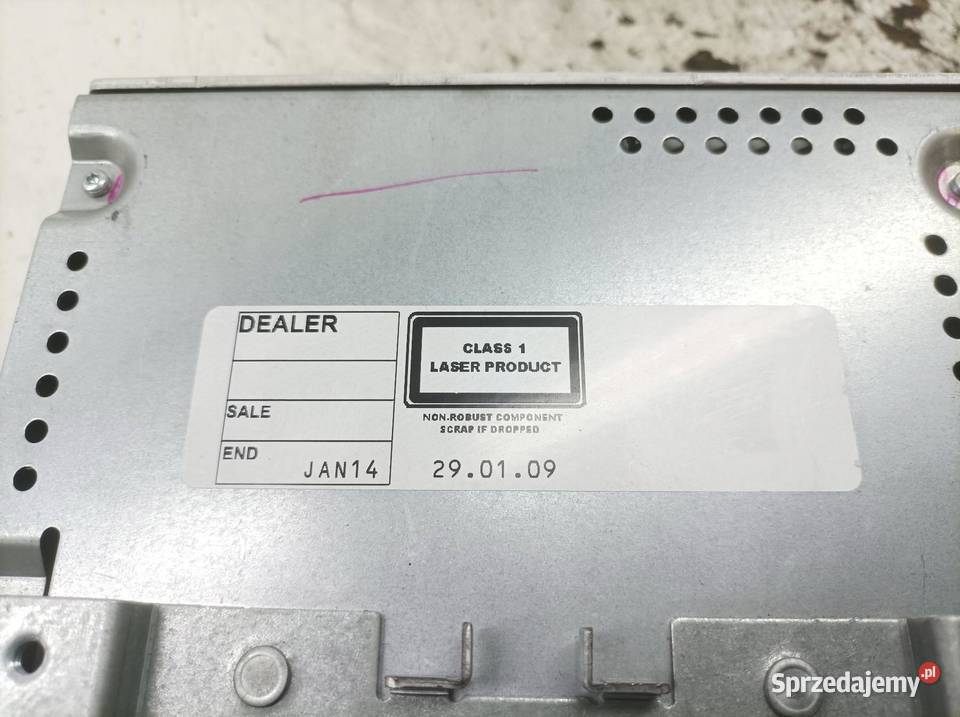 DEALER
SALE
END
JAN14
CLASS 1
LASER PRODUCT
NON-ROBUST COMPONENT
SCRAP IF DROPPED
29.01.09
Sprzedajemy.pl